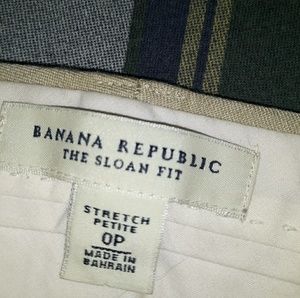 BANANA REPUBLIC
THE SLOAN FIT
STRETCH
PETITE
0P
MADE IN
BAHRAIN